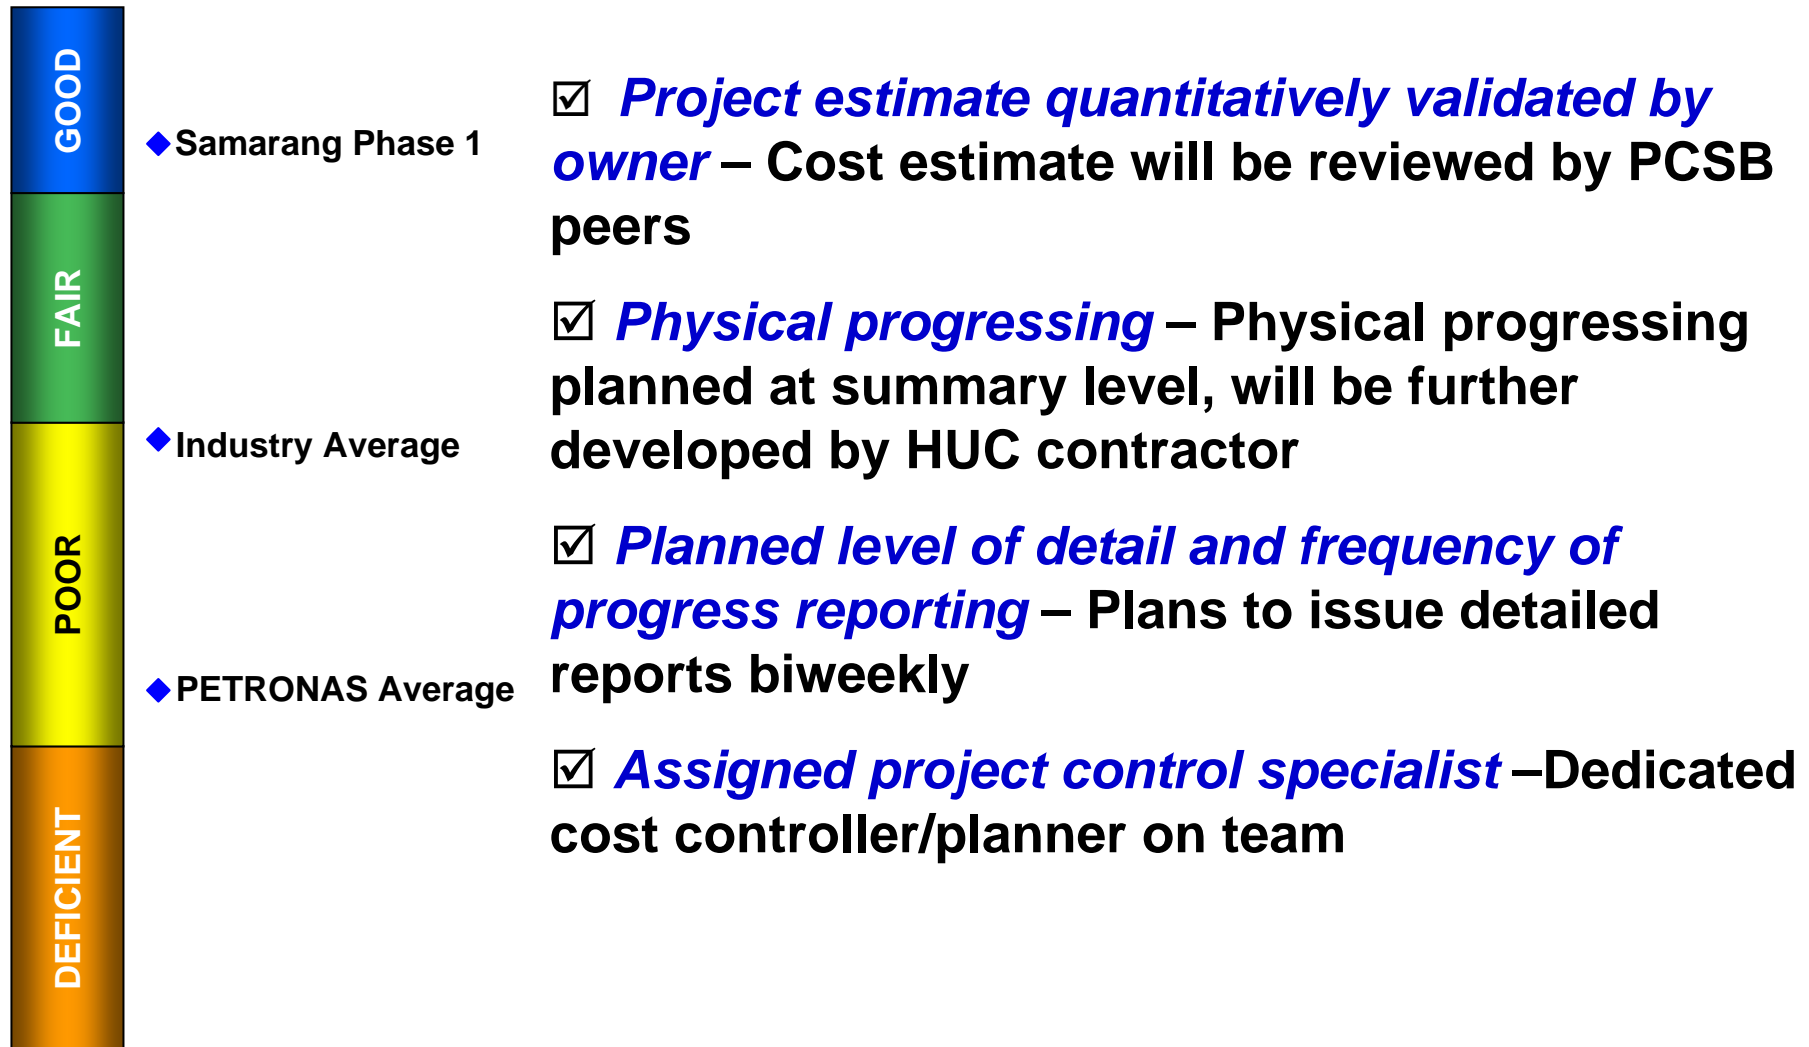 GOOD
FAIR
POOR
DEFICIENT
Samarang Phase 1
Industry Average
PETRONAS Average
☑ Project estimate quantitatively validated by
owner – Cost estimate will be reviewed by PCSB
peers
☑ Physical progressing – Physical progressing
planned at summary level, will be further
developed by HUC contractor
☑ Planned level of detail and frequency of
progress reporting – Plans to issue detailed
reports biweekly
☑ Assigned project control specialist –Dedicated
cost controller/planner on team